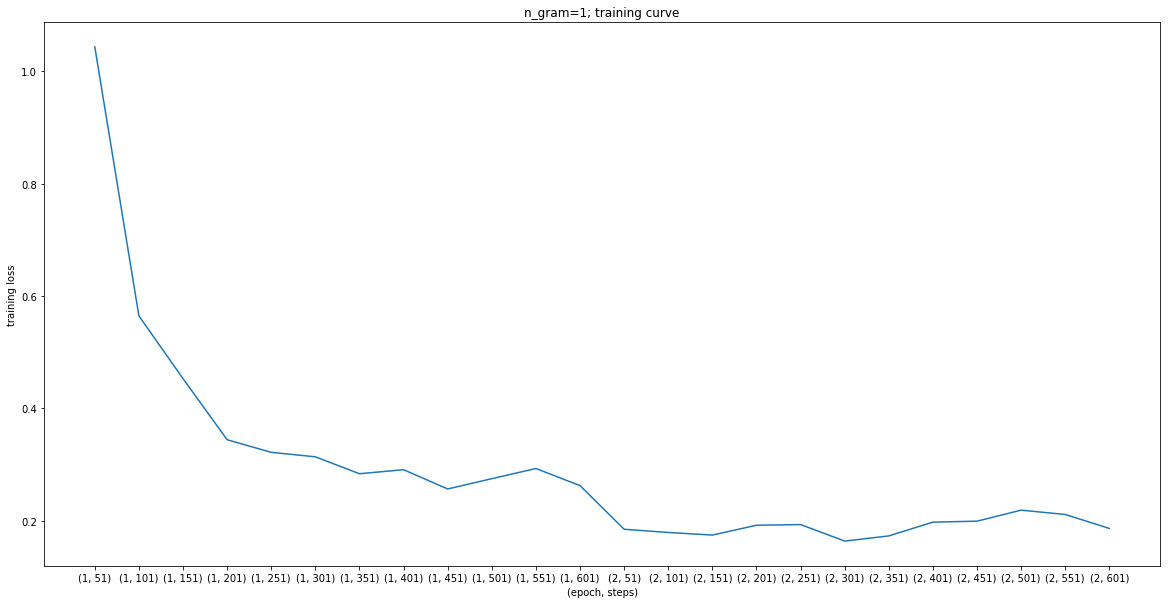 n_gram=1; training curve
training loss
1.0
0.8
0.6
0.4
0.2
(1, 51) (1, 101) (1, 151) (1, 201) (1, 251) (1, 301) (1, 351) (1, 401) (1, 451) (1, 501) (1, 551) (1, 601) (2, 51) (2, 101) (2, 151) (2, 201) (2, 251) (2, 301) (2, 351) (2, 401) (2, 451) (2, 501) (2, 551) (2, 601)
(epoch, steps)